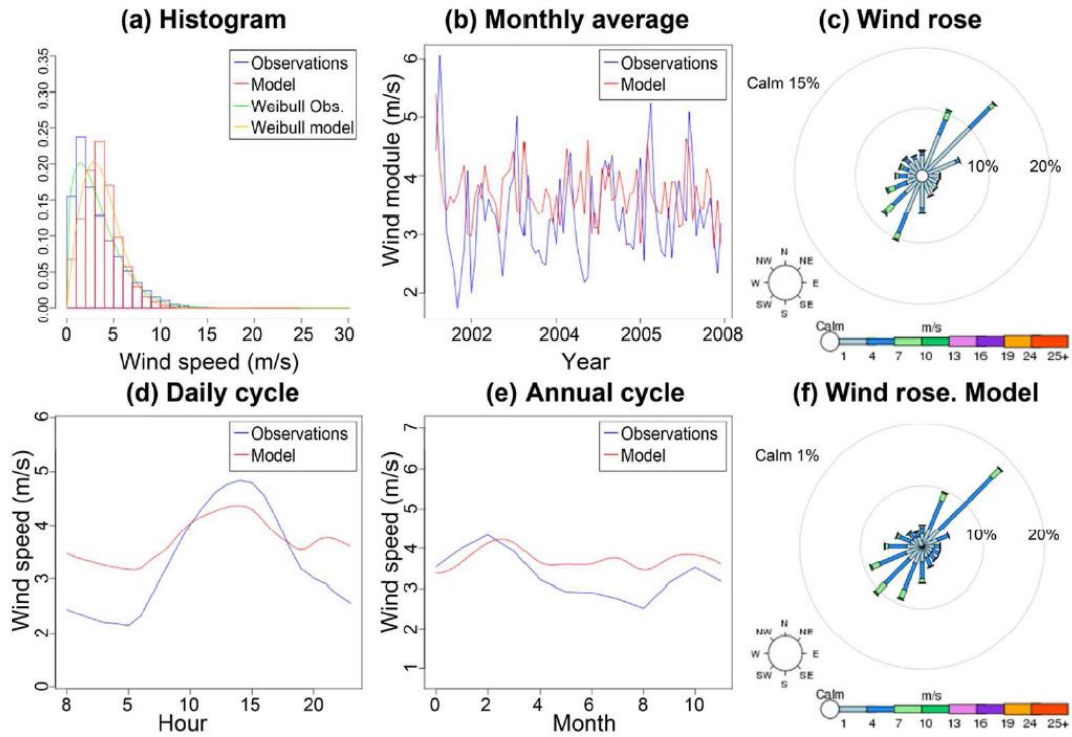 (a) Histogram
0.35
0.30
0.25
0.20
0.15
0.10
0.05
0.00
Observations
Model
Weibull Obs.
Weibull model
0 5 10 15 20 25 30
Wind speed (m/s)
(b) Monthly average
Wind module (m/s)
6
5
4
3
2
Observations
Model
2002 2004 2005 2008
Year
(c) Wind rose
Calm 15%
10% 20%
N
NW NE
W E
SW SE
S
Calm m/s
1 4 7 10 13 16 19 24 25+
(d) Daily cycle
Wind speed (m/s)
6
5
4
3
2
0
Observations
Model
8 5 10 15 20
Hour
(e) Annual cycle
Wind speed (m/s)
7
6
5
4
3
2
1
Observations
Model
0 2 4 6 8 10
Month
(f) Wind rose. Model
Calm 1%
10% 20%
N
NW NE
W E
SW SE
S
Calm m/s
1 4 7 10 13 16 19 24 25+